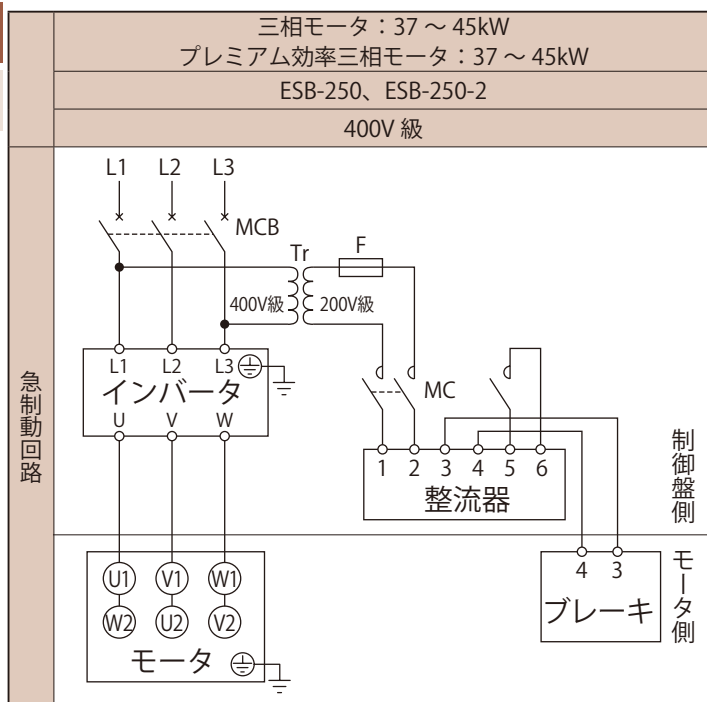 三相モータ：37 ～ 45kW
プレミアム効率三相モータ：37 ～ 45kW
ESB-250、ESB-250-2
400V 級
急制動回路
L1 L2 L3
MCB
Tr
F
400V級 200V級
L1 L2 L3
インバータ
U V W
MC
1 2 3 4 5 6
整流器
制御盤側
U1 V1 W1
W2 U2 V2
モータ
4 3
ブレーキ
モータ側